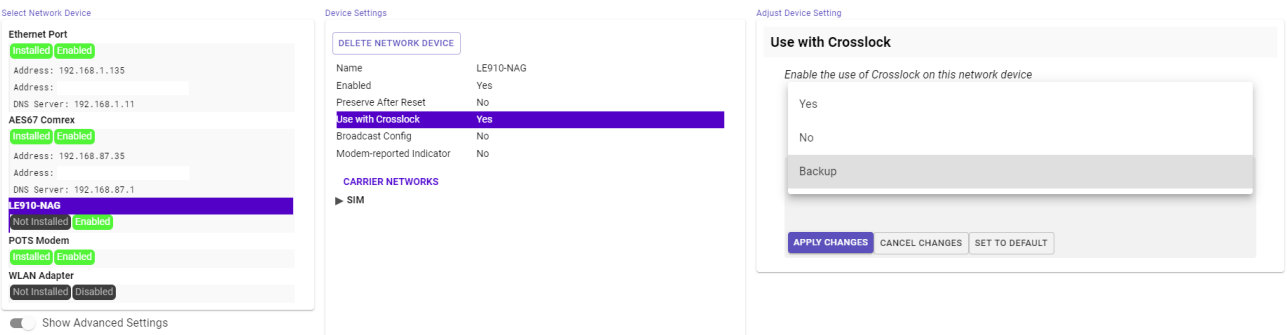 Select Network Device
Ethernet Port
Installed Enabled
Address: 192.168.1.135
Address:
DNS Server: 192.168.1.11
AES67 Comrex
Installed Enabled
Address: 192.168.87.35
Address:
DNS Server: 192.168.87.1
LE910-NAG
Not Installed Enabled
POTS Modem
Installed Enabled
WLAN Adapter
Not Installed Disabled
Show Advanced Settings
Device Settings
DELETE NETWORK DEVICE
Name LE910-NAG
Enabled Yes
Preserve After Reset No
Use with Crosslock Yes
Broadcast Config No
Modem-reported Indicator No
CARRIER NETWORKS
SIM
Adjust Device Setting
Use with Crosslock
Enable the use of Crosslock on this network device
Yes
No
Backup
APPLY CHANGES CANCEL CHANGES SET TO DEFAULT